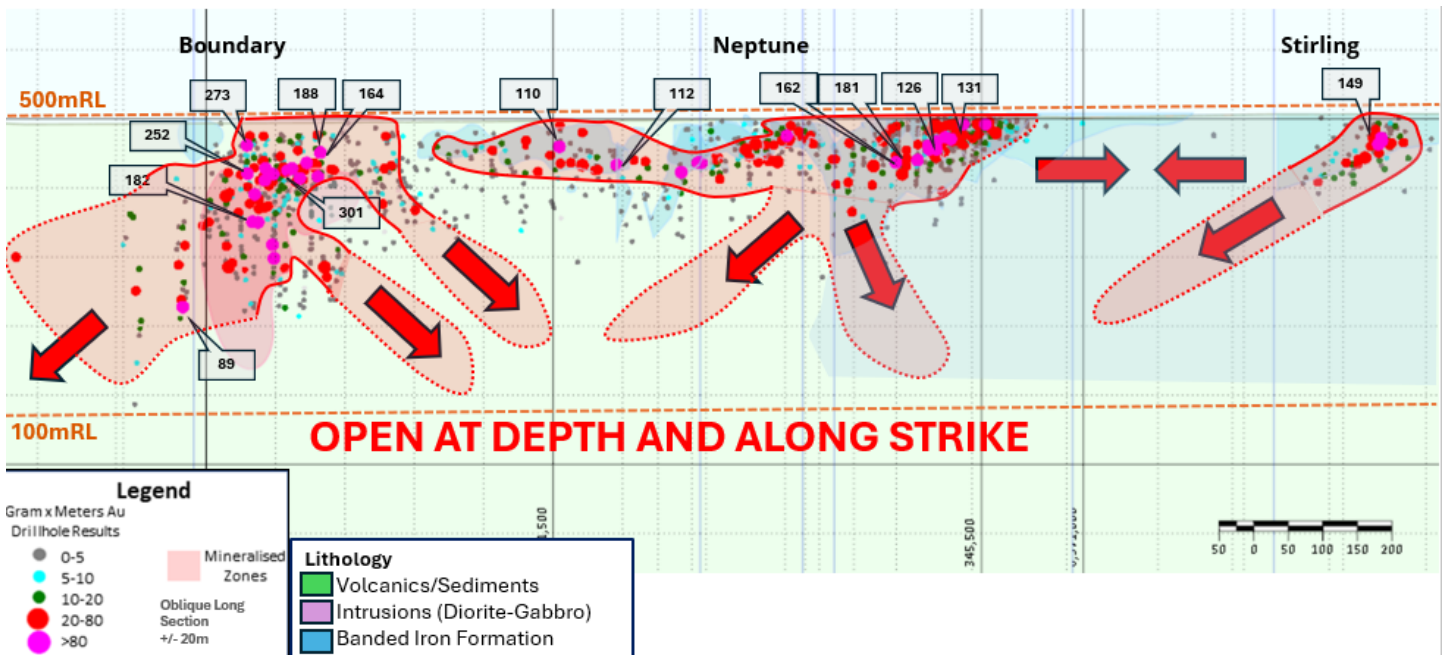 Boundary
Neptune
Stirling
500mRL
273
188
164
110
112
162
181
126
131
149
252
182
301
89
100mRL
OPEN AT DEPTH AND ALONG STRIKE
345,500
50 0 50 100 150 200
Legend
Gram x Meters Au
Drillhole Results
0-5
5-10
10-20
20-80
>80
Mineralised
Zones
Oblique Long
Section
+/- 20m
Lithology
Volcanics/Sediments
Intrusions (Diorite-Gabbro)
Banded Iron Formation